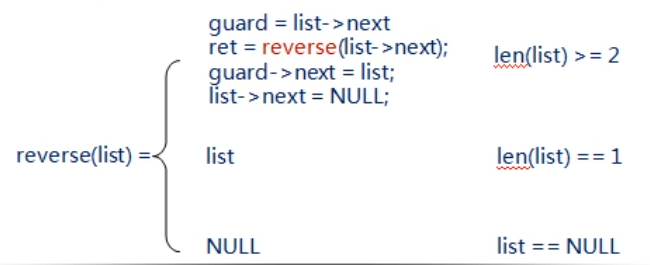 guard = list->next
ret = reverse(list->next);
len(list) >= 2
guard->next = list;
list->next = NULL;
reverse(list) =
list
len(list) == 1
NULL
list == NULL